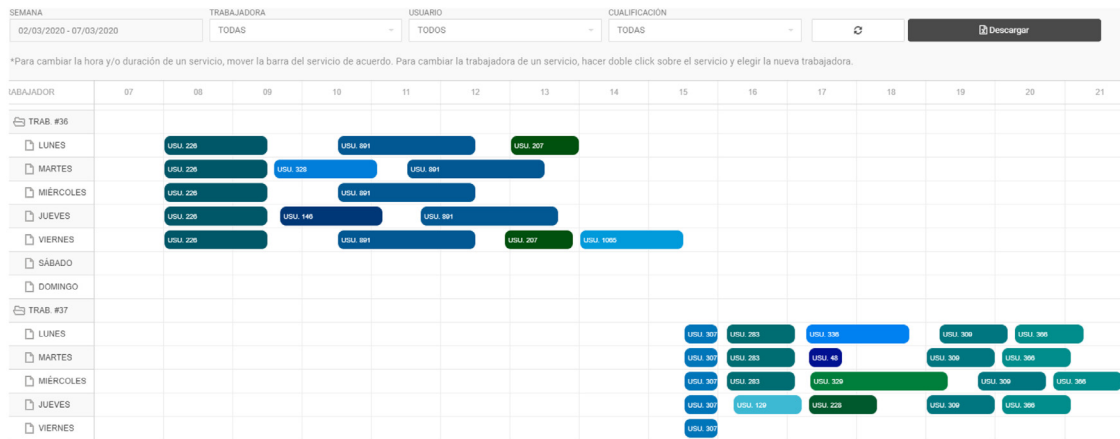 SEMANA TRABAJADORA USUARIO CUALIFICACIÓN
02/03/2020 - 07/03/2020 TODAS TODOS TODAS Descargar
*Para cambiar la hora y/o duración de un servicio, mover la barra del servicio de acuerdo. Para cambiar la trabajadora de un servicio, hacer doble click sobre el servicio y elegir la nueva trabajadora.
RABAJADOR 07 08 09 10 11 12 13 14 15 16 17 18 19 20 21
TRAB. #36
LUNES USU. 226 USU. 891 USU. 207
MARTES USU. 226 USU. 328 USU. 891
MIÉRCOLES USU. 226 USU. 891
JUEVES USU. 226 USU. 146 USU. 891
VIERNES USU. 226 USU. 891 USU. 207 USU. 1065
SÁBADO
DOMINGO
TRAB. #37
LUNES USU. 307 USU. 283 USU. 336 USU. 309 USU. 366
MARTES USU. 307 USU. 283 USU. 48 USU. 309 USU. 366
MIÉRCOLES USU. 307 USU. 283 USU. 329 USU. 309 USU. 366
JUEVES USU. 307 USU. 129 USU. 228 USU. 309 USU. 366
VIERNES USU. 307